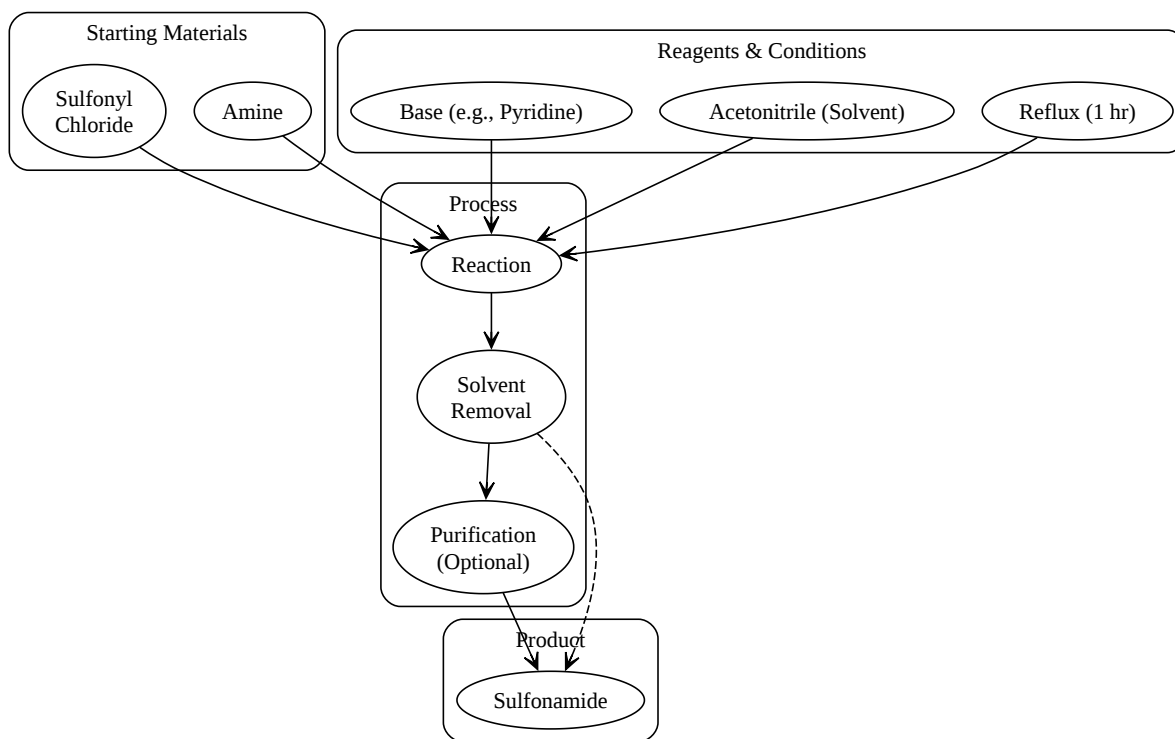 Starting Materials
Reagents & Conditions
Sulfonyl
Chloride
Amine
Base (e.g., Pyridine)
Acetonitrile (Solvent)
Reflux (1 hr)
Process
Reaction
Solvent
Removal
Purification
(Optional)
Product
Sulfonamide